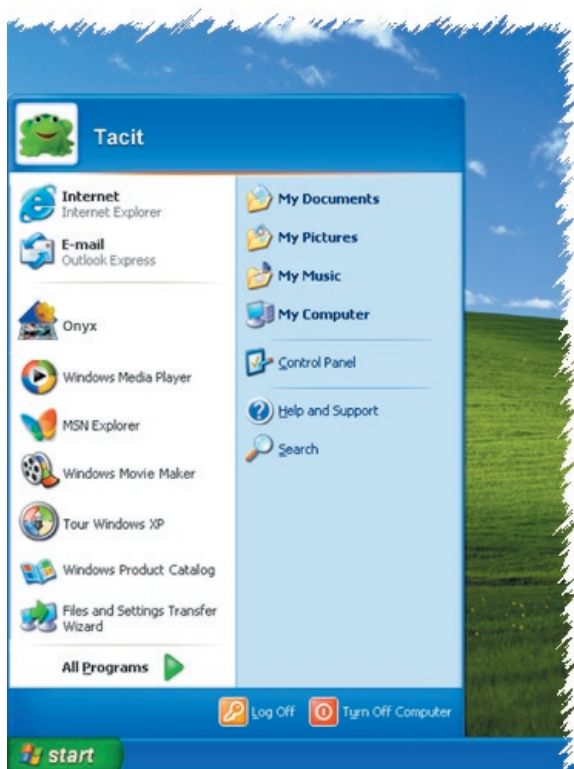 Tacit
Internet
Internet Explorer
E-mail
Outlook Express
Onyx
Windows Media Player
MSN Explorer
Windows Movie Maker
Tour Windows XP
Windows Product Catalog
Files and Settings Transfer
Wizard
All Programs
My Documents
My Pictures
My Music
My Computer
Control Panel
Help and Support
Search
Log Off
Turn Off Computer
start